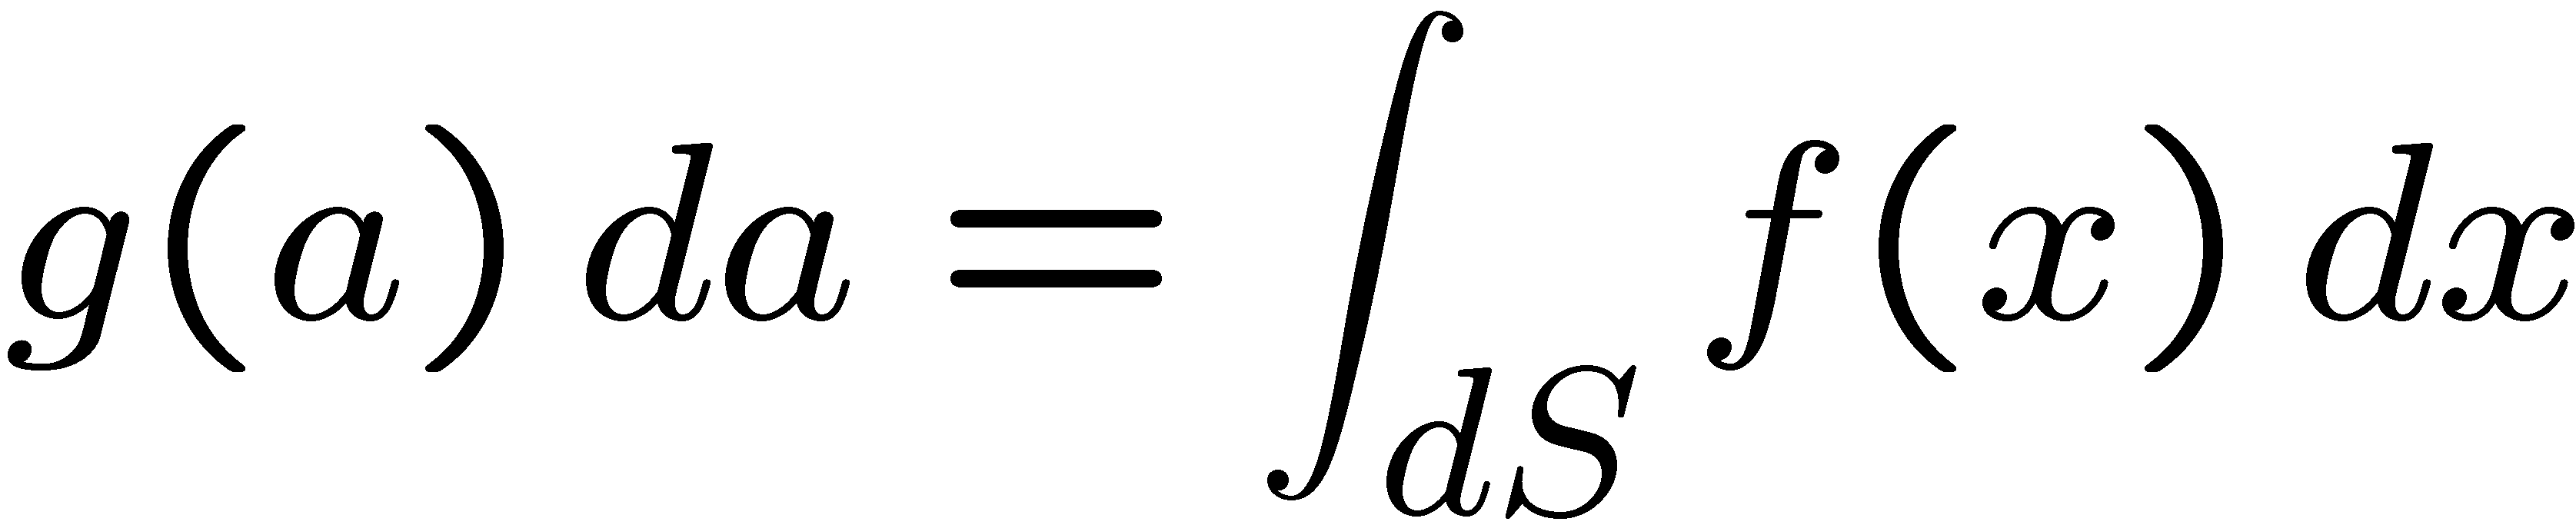 g(a) da = ∫_{dS} f(x) dx